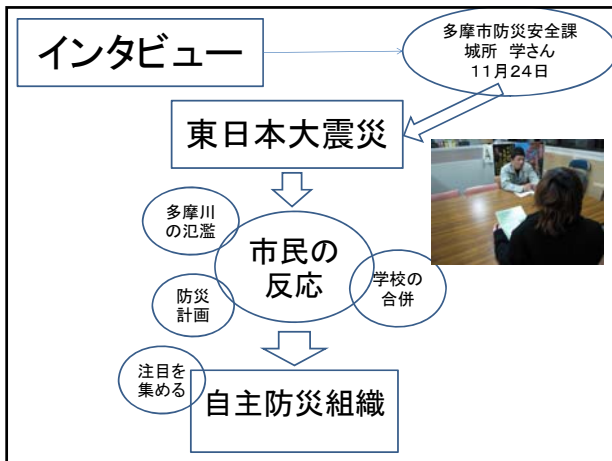 インタビュー
多摩市防災安全課
城所 学さん
11月24日
東日本大震災
多摩川
の氾濫
市民の
反応
学校の
合併
防災
計画
注目を
集める
自主防災組織